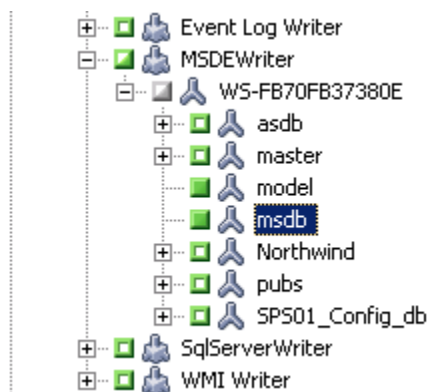 Event Log Writer
MSDEWriter
WS-FB70FB37380E
asdb
master
model
msdb
Northwind
pubs
SPS01_Config_db
SqlServerWriter
WMI Writer